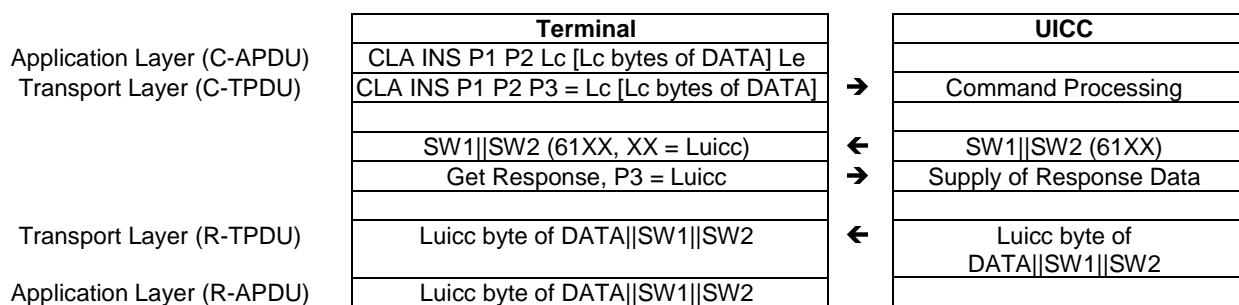 Terminal UICC
Application Layer (C-APDU) CLA INS P1 P2 Lc [Lc bytes of DATA] Le
Transport Layer (C-TPDU) CLA INS P1 P2 P3 = Lc [Lc bytes of DATA] → Command Processing
SW1||SW2 (61XX, XX = Luicc) ← SW1||SW2 (61XX)
Get Response, P3 = Luicc → Supply of Response Data
Transport Layer (R-TPDU) Luicc byte of DATA||SW1||SW2 ← Luicc byte of
DATA||SW1||SW2
Application Layer (R-APDU) Luicc byte of DATA||SW1||SW2